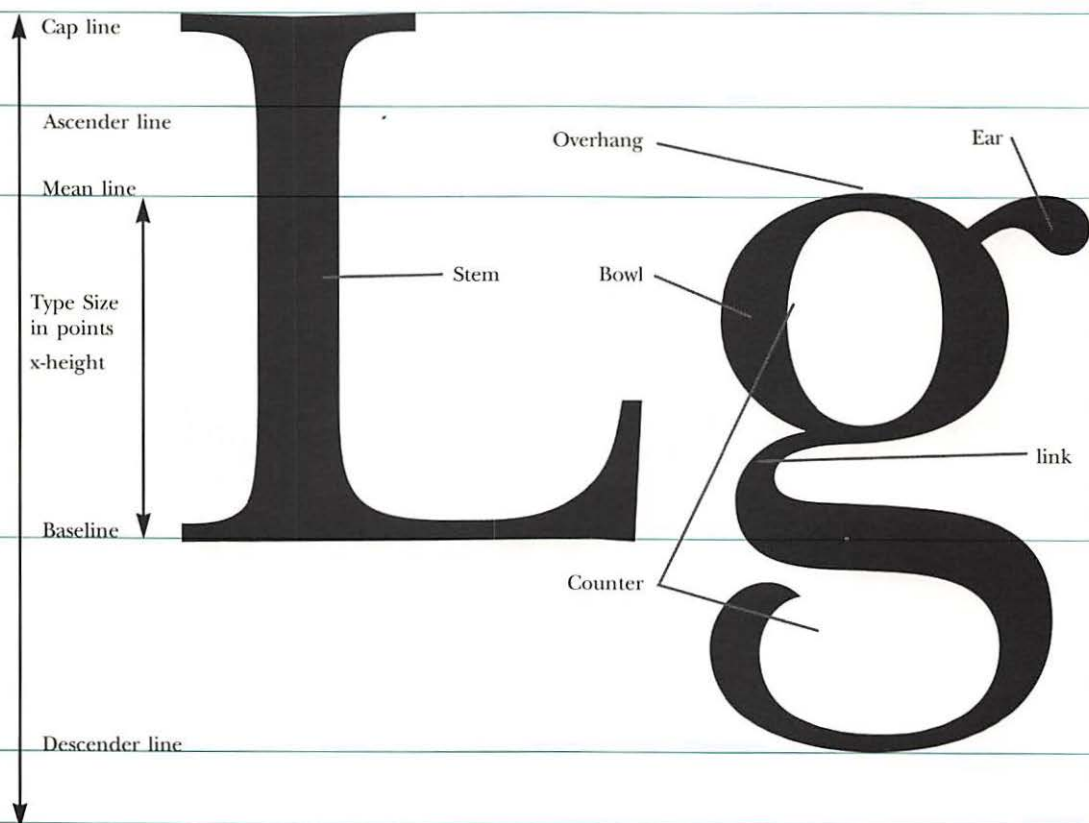 Cap line
Ascender line
Overhang
Ear
Mean line
Stem
Bowl
Type Size
in points
x-height
link
Baseline
Counter
Descender line
Lg